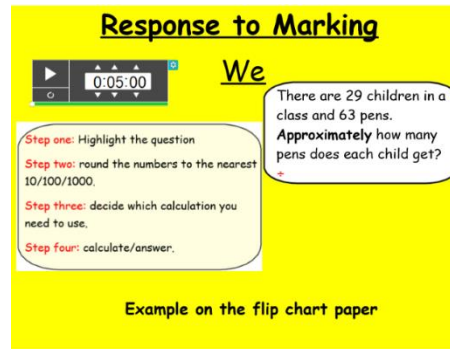 Response to Marking
0:05:00
We
There are 29 children in a
class and 63 pens.
Approximately how many
pens does each child get?
÷
Step one: Highlight the question
Step two: round the numbers to the nearest
10/100/1000.
Step three: decide which calculation you
need to use.
Step four: calculate/answer.
Example on the flip chart paper